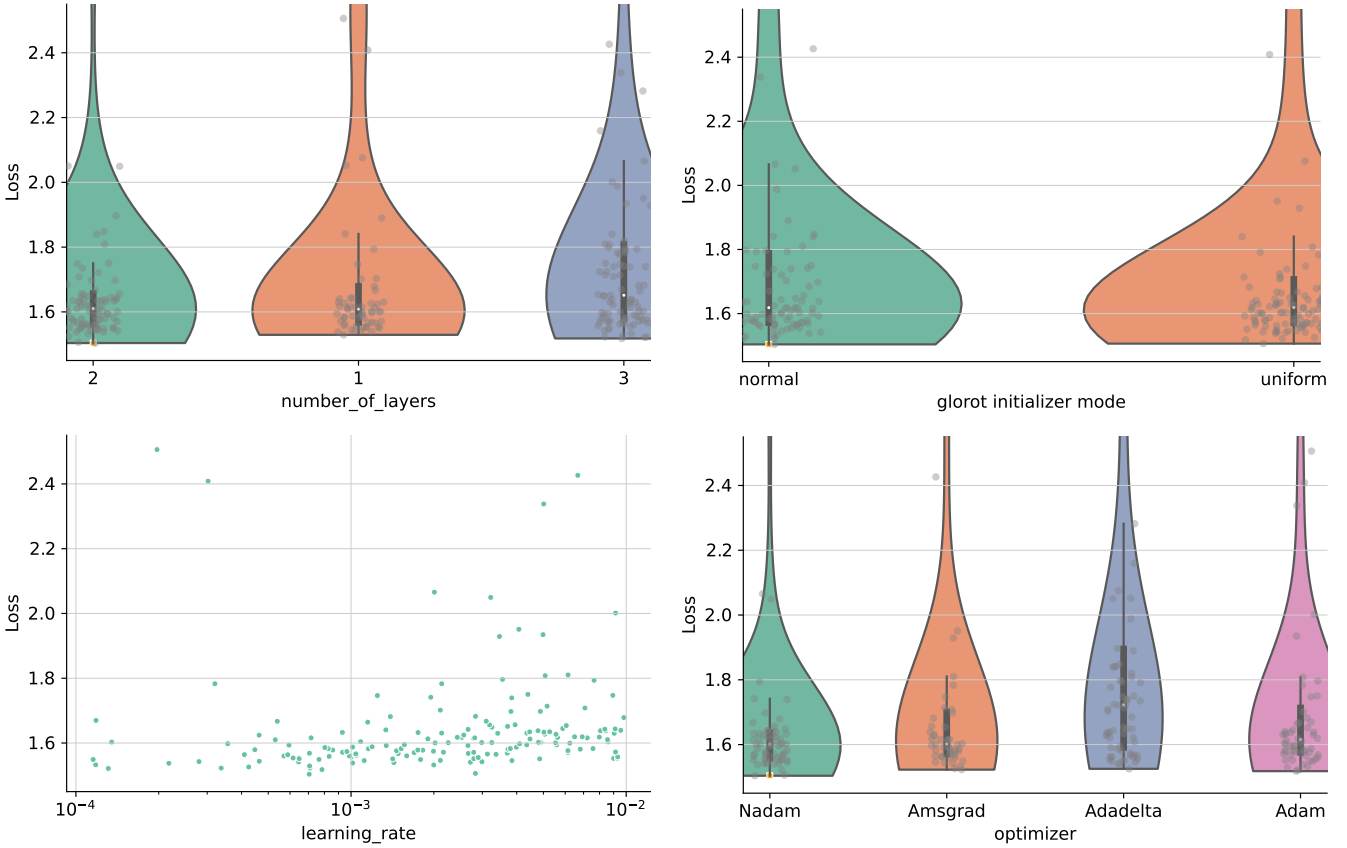 2.4
2.2
2.0
1.8
1.6
Loss
2
1
3
number_of_layers
2.4
2.2
2.0
1.8
1.6
Loss
normal
uniform
glorot initializer mode
2.4
2.2
2.0
1.8
1.6
Loss
10⁻⁴
10⁻³
10⁻²
learning_rate
2.4
2.2
2.0
1.8
1.6
Loss
Nadam
Amsgrad
Adadelta
Adam
optimizer